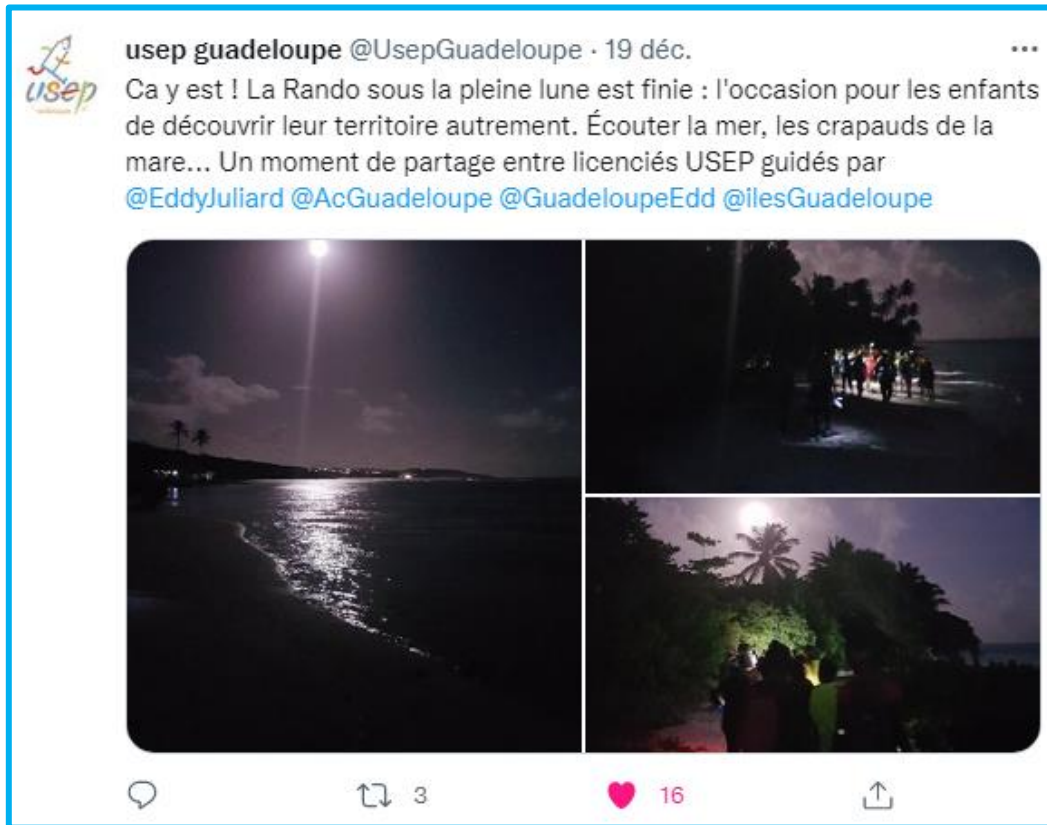 usep guadeloupe @UsepGuadeloupe · 19 déc.
Ca y est ! La Rando sous la pleine lune est finie : l'occasion pour les enfants
de découvrir leur territoire autrement. Écouter la mer, les crapauds de la
mare... Un moment de partage entre licenciés USEP guidés par
@EddyJuliard @AcGuadeloupe @GuadeloupeEdd @ilesGuadeloupe
usep
3
16